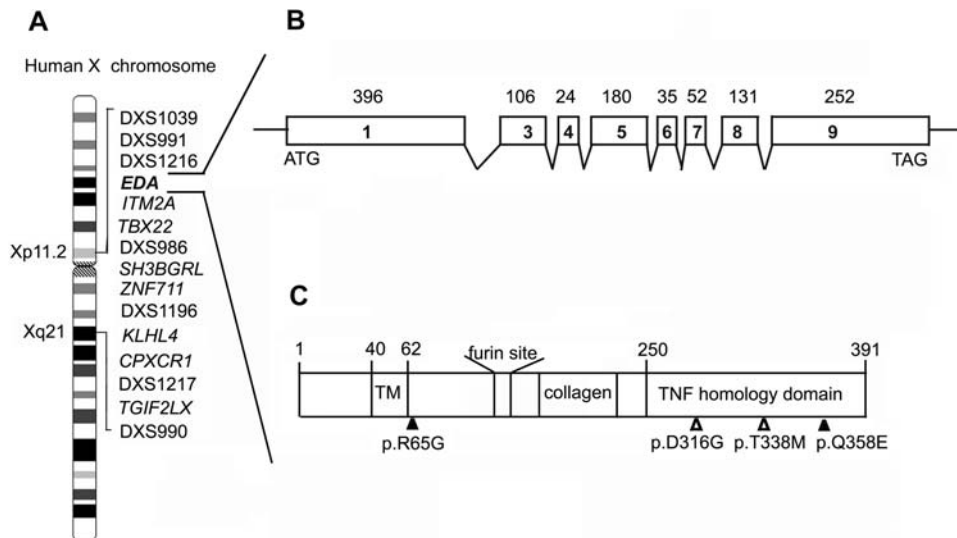 A
Human X chromosome
DXS1039
DXS991
DXS1216
EDA
ITM2A
TBX22
Xp11.2
DXS986
SH3BGRL
ZNF711
DXS1196
Xq21
KLHL4
CPXCR1
DXS1217
TGIF2LX
DXS990
B
396 106 24 180 35 52 131 252
1 3 4 5 6 7 8 9
ATG TAG
C
1 40 62 furin site 250 391
TM collagen TNF homology domain
p.R65G p.D316G p.T338M p.Q358E